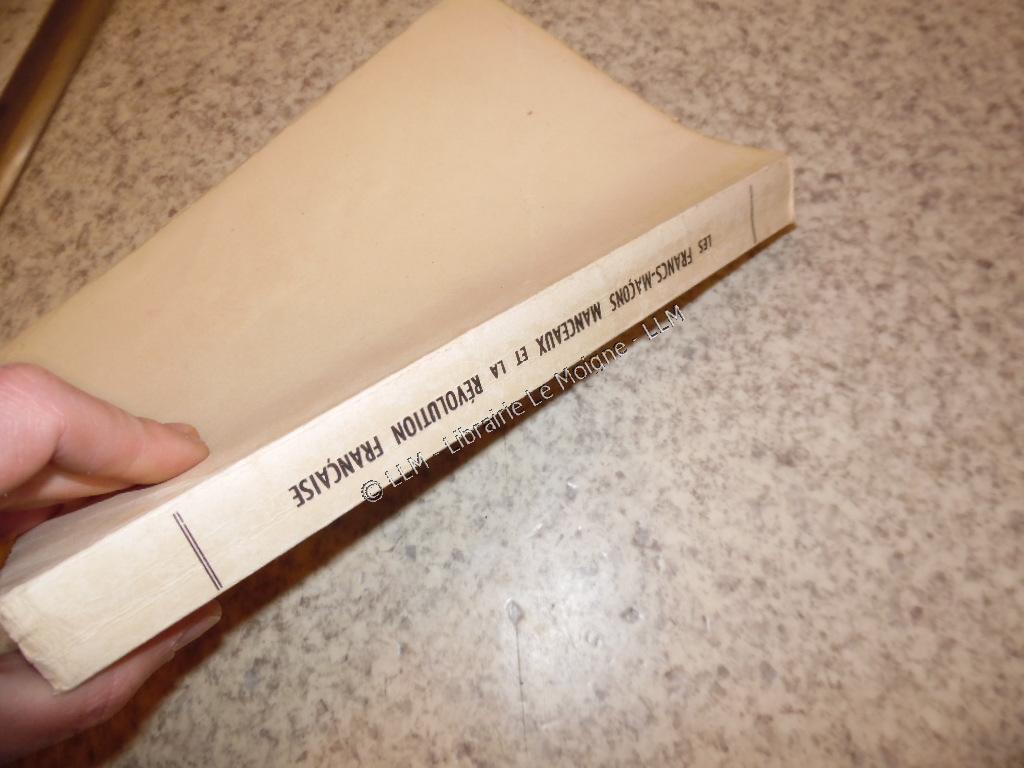 LES FRANCS-MAÇONS MANCEAUX ET LA RÉVOLUTION FRANÇAISE
© LLM - Librairie Le Moigne - LLM